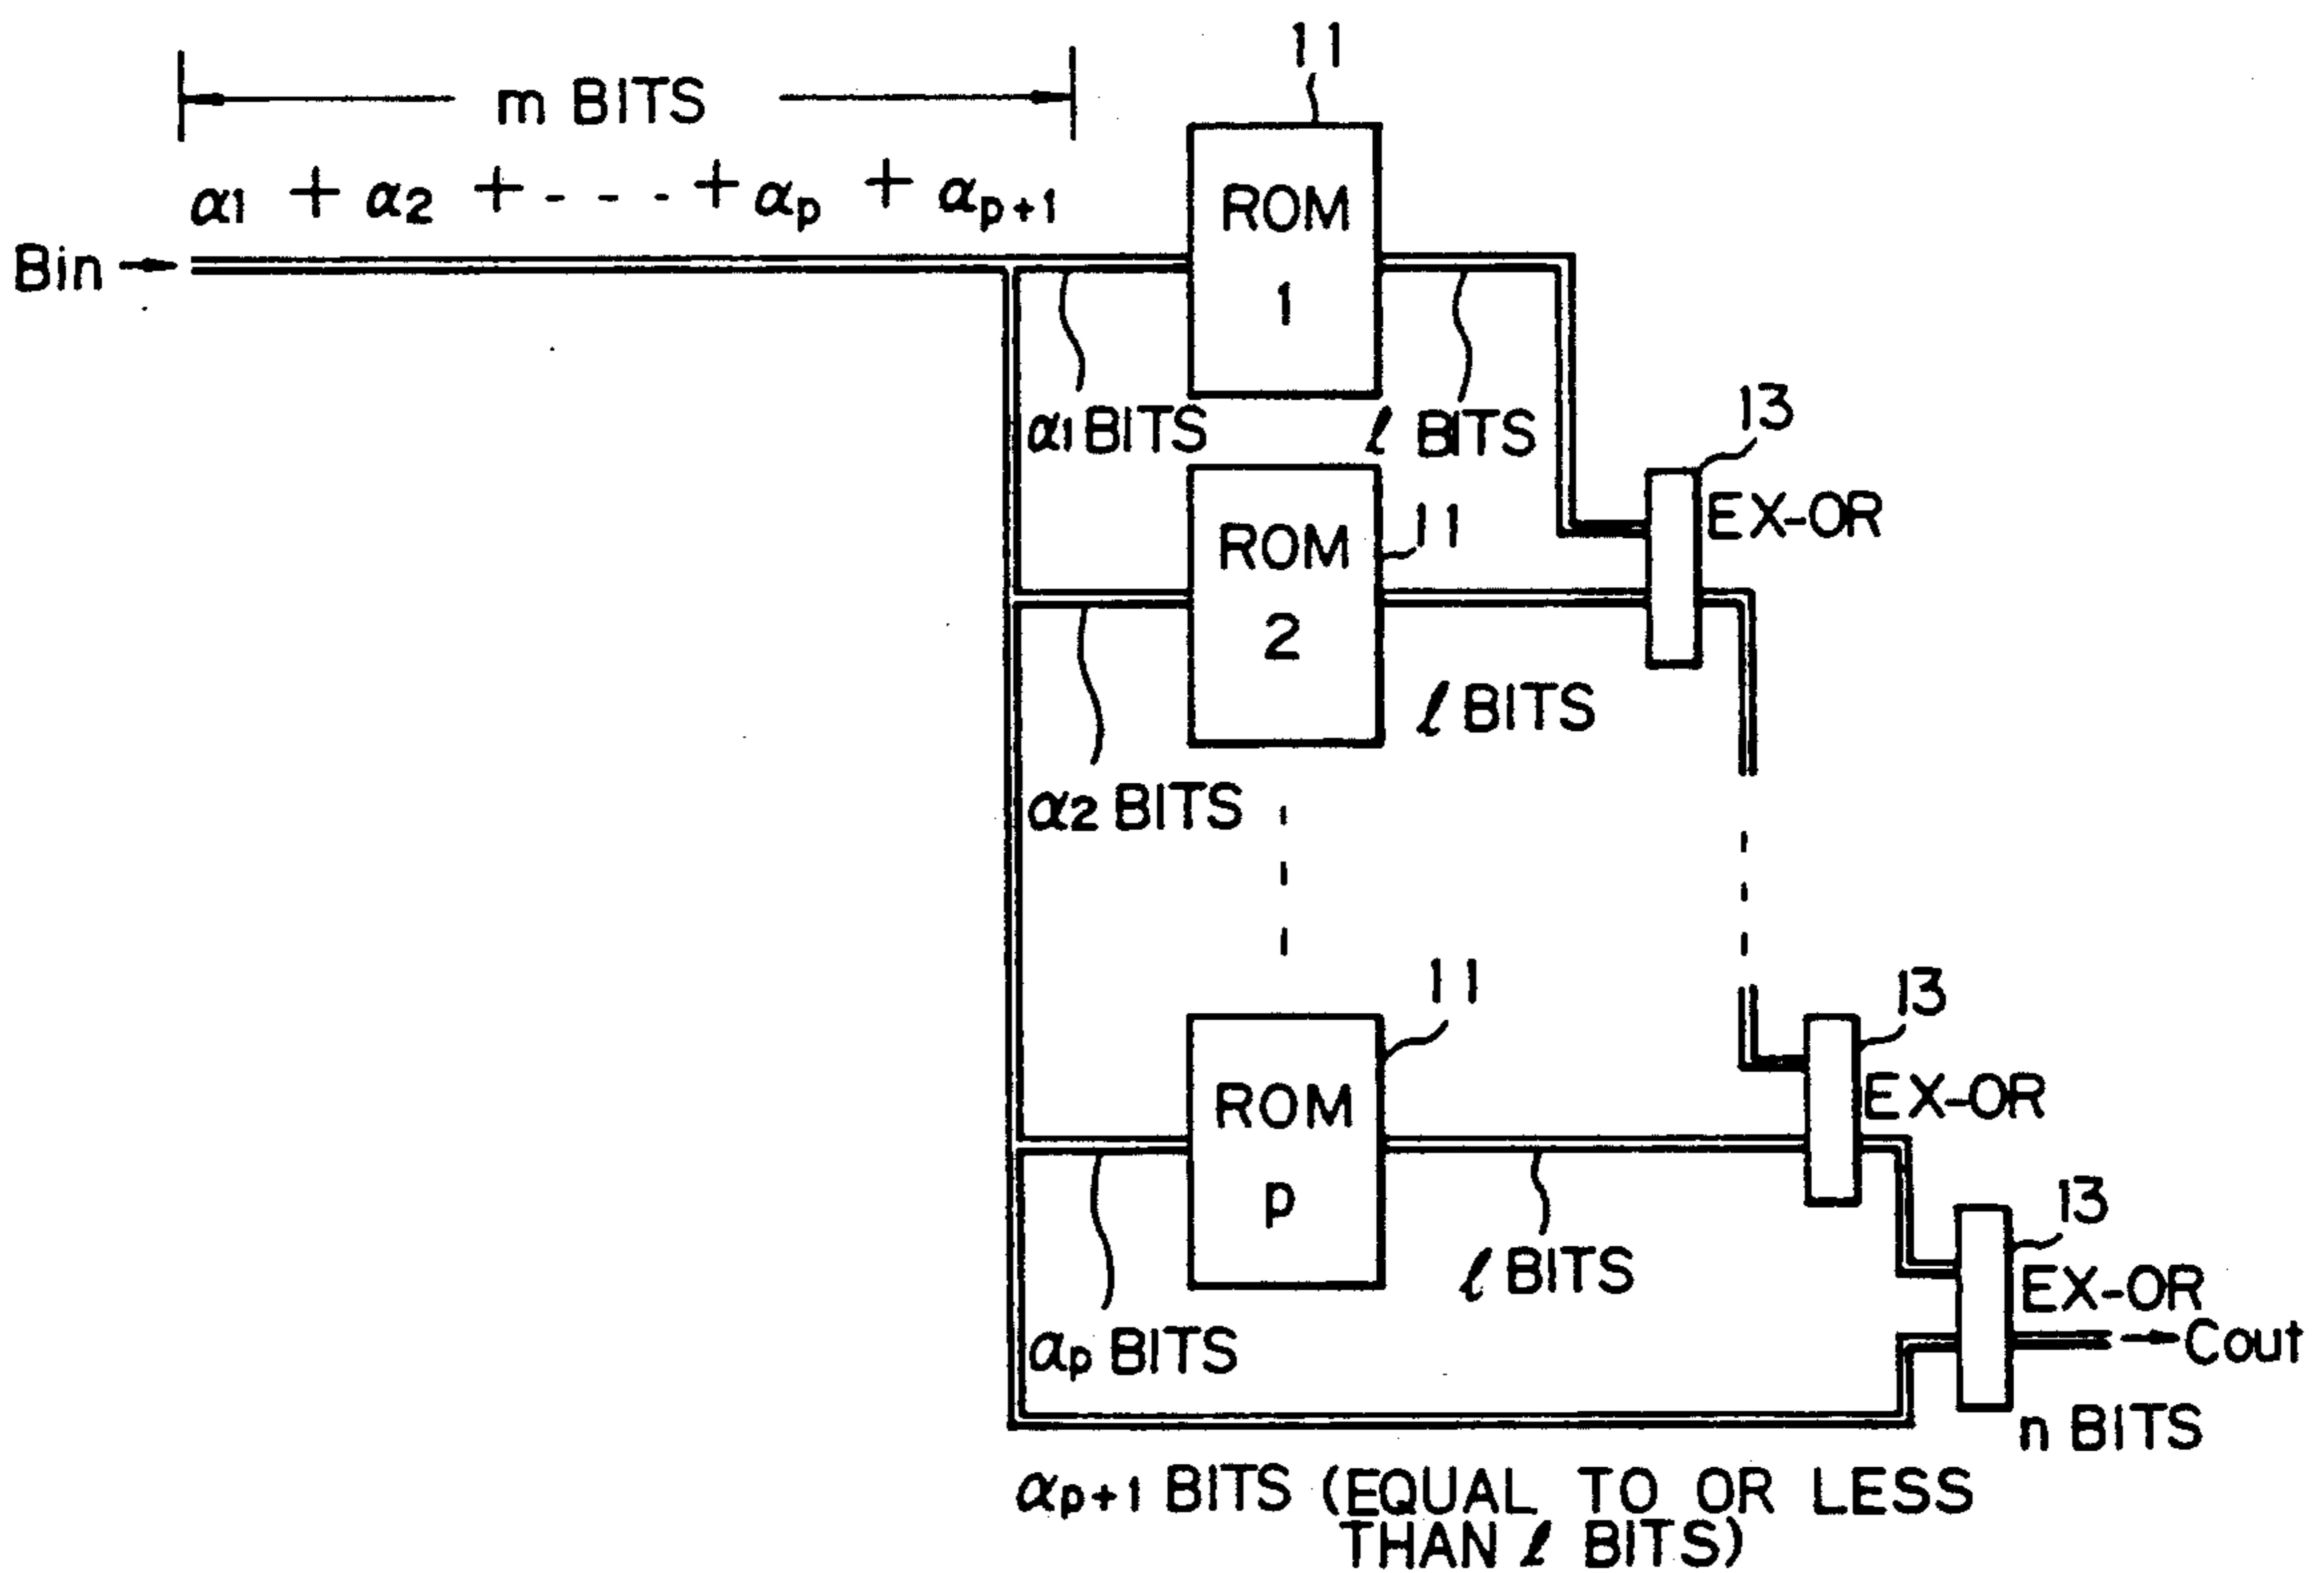 11
m BITS
α1 + α2 + - - - + αp + αp+1
Bin
ROM
1
α1 BITS
ℓ BITS
13
EX-OR
ROM
2
11
ℓ BITS
α2 BITS
11
13
ROM
p
EX-OR
13
ℓ BITS
EX-OR
αp BITS
Cout
n BITS
αp+1 BITS (EQUAL TO OR LESS
THAN ℓ BITS)